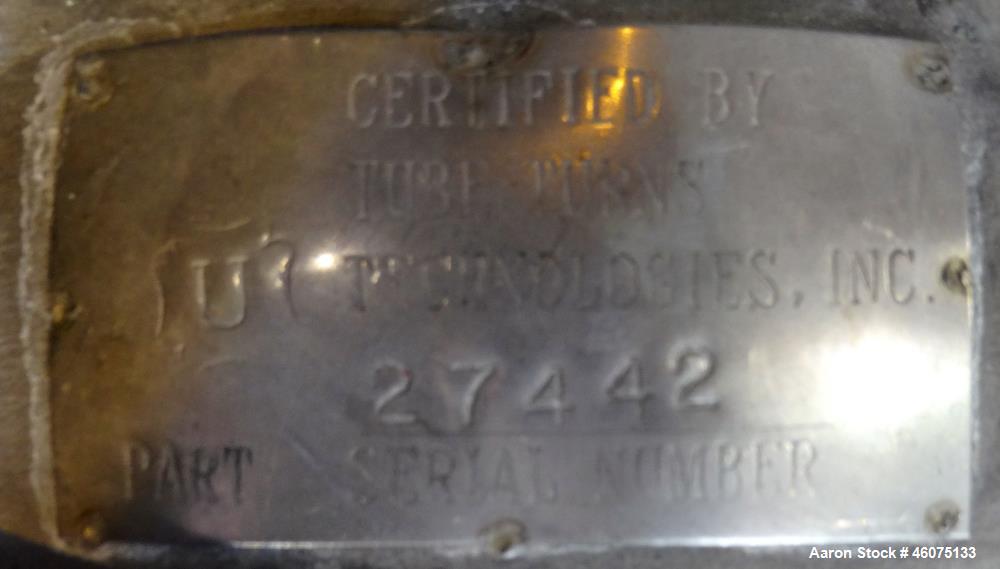 CERTIFIED BY
TUBE TURNS
U TECHNOLOGIES, INC.
27442
PART SERIAL NUMBER
Aaron Stock # 46075133